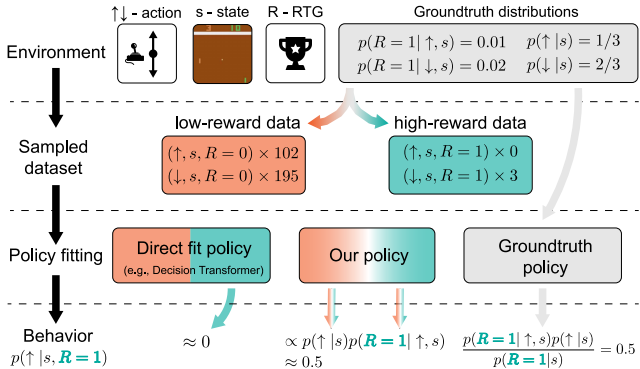 ↑↓ - action
s - state
R - RTG
Groundtruth distributions
Environment
3 10
p(R = 1| ↑, s) = 0.01 p(↑ |s) = 1/3
p(R = 1| ↓, s) = 0.02 p(↓ |s) = 2/3
low-reward data
high-reward data
Sampled
dataset
(↑, s, R = 0) × 102
(↓, s, R = 0) × 195
(↑, s, R = 1) × 0
(↓, s, R = 1) × 3
Policy fitting
Direct fit policy
(e.g., Decision Transformer)
Our policy
Groundtruth
policy
Behavior
p(↑ |s, R = 1)
≈ 0
∝ p(↑ |s)p(R = 1| ↑, s)
≈ 0.5
p(R = 1| ↑, s)p(↑ |s)
p(R = 1|s)
= 0.5